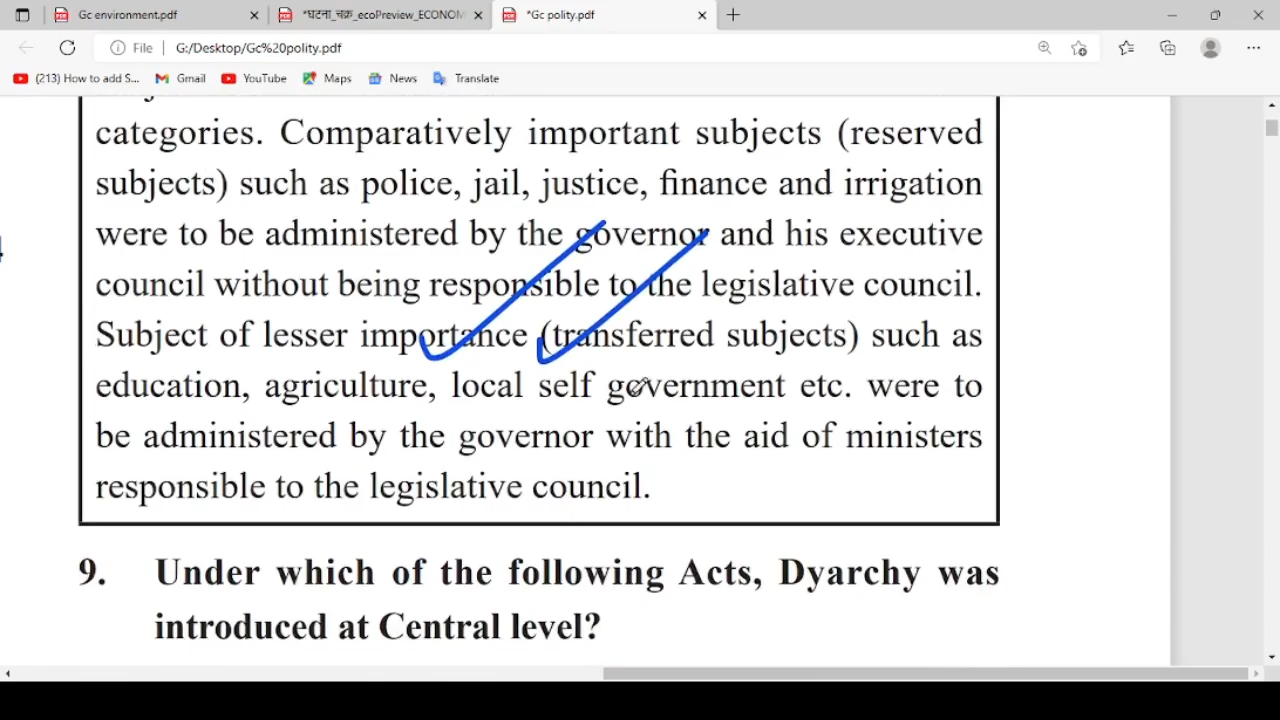 Gc environment.pdf
*घटना_चक्र_ecoPreview_ECONOM
*Gc polity.pdf
File
G:/Desktop/Gc%20polity.pdf
(213) How to add S...
Gmail
YouTube
Maps
News
Translate
categories. Comparatively important subjects (reserved
subjects) such as police, jail, justice, finance and irrigation
were to be administered by the governor and his executive
council without being responsible to the legislative council.
Subject of lesser importance (transferred subjects) such as
education, agriculture, local self government etc. were to
be administered by the governor with the aid of ministers
responsible to the legislative council.
9. Under which of the following Acts, Dyarchy was
introduced at Central level?